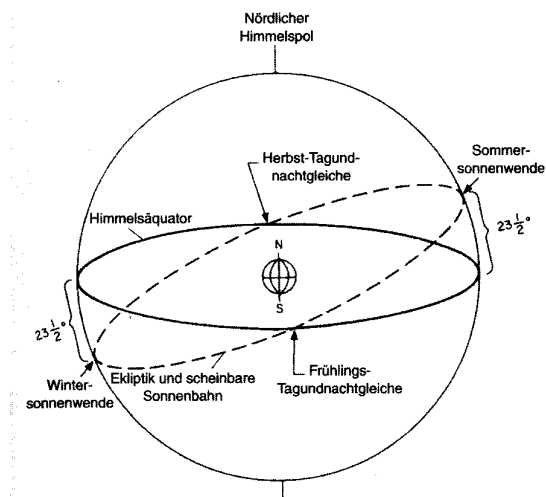 Nördlicher
Himmelspol
Sommer-
sonnenwende
Herbst-Tagund-
nachtgleiche
Himmelsäquator
23 1/2°
N
S
23 1/2°
Winter-
sonnenwende
Ekliptik und scheinbare
Sonnenbahn
Frühlings-
Tagundnachtgleiche